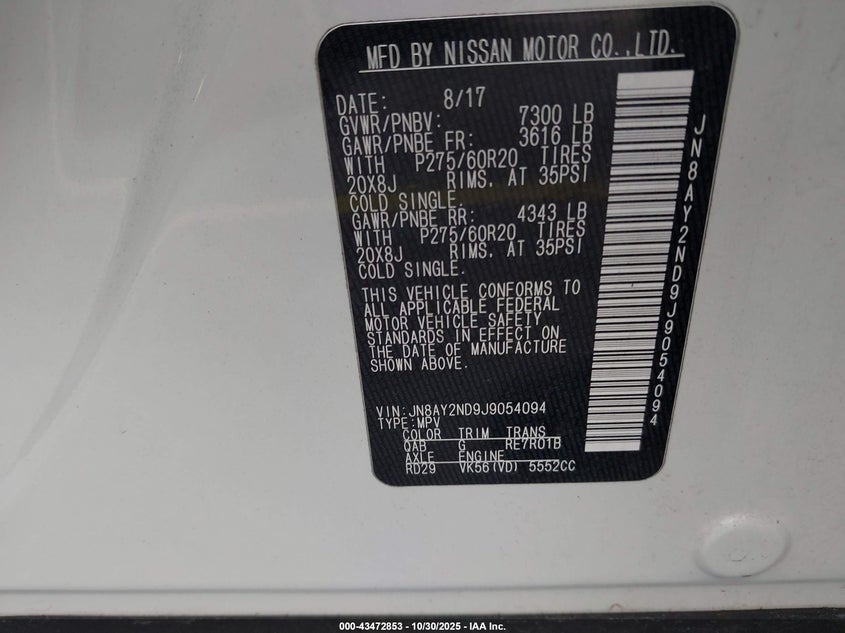 MFD BY NISSAN MOTOR CO.,LTD.
DATE: 8/17
GVWR/PNBV: 7300 LB
GAWR/PNBE FR: 3616 LB
WITH P275/60R20 TIRES
20X8J RIMS, AT 35PSI
COLD SINGLE.
GAWR/PNBE RR: 4343 LB
WITH P275/60R20 TIRES
20X8J RIMS, AT 35PSI
COLD SINGLE.
THIS VEHICLE CONFORMS TO
ALL APPLICABLE FEDERAL
MOTOR VEHICLE SAFETY
STANDARDS IN EFFECT ON
THE DATE OF MANUFACTURE
SHOWN ABOVE.
VIN:JN8AY2ND9J9054094
TYPE:MPV
COLOR TRIM TRANS
QAB G RE7R01B
AXLE ENGINE
RD29 VK56(VD) 5552CC
JN8AY2ND9J9054094
000-43472853 - 10/30/2025 - IAA Inc.